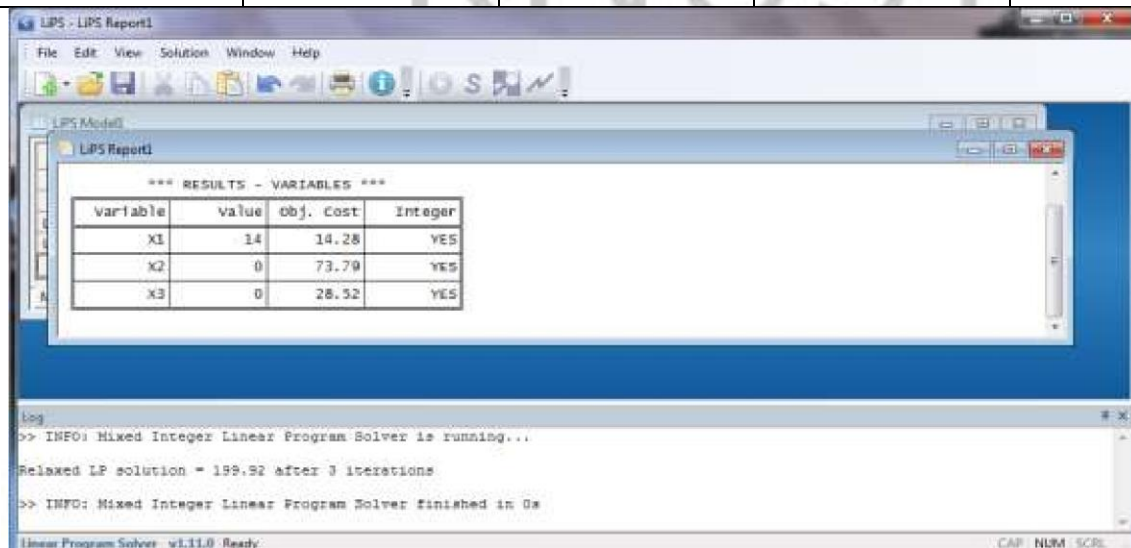 LiPS - LiPS Report1
File Edit View Solution Window Help
LiPS Model1
LiPS Report1
*** RESULTS - VARIABLES ***
Variable Value Obj. Cost Integer
X1 14 14.28 YES
X2 0 73.79 YES
X3 0 28.52 YES
Log
>> INFO: Mixed Integer Linear Program Solver is running...
Relaxed LP solution = 199.92 after 3 iterations
>> INFO: Mixed Integer Linear Program Solver finished in 0s
Linear Program Solver v1.11.0 Ready CAP NUM SCRL